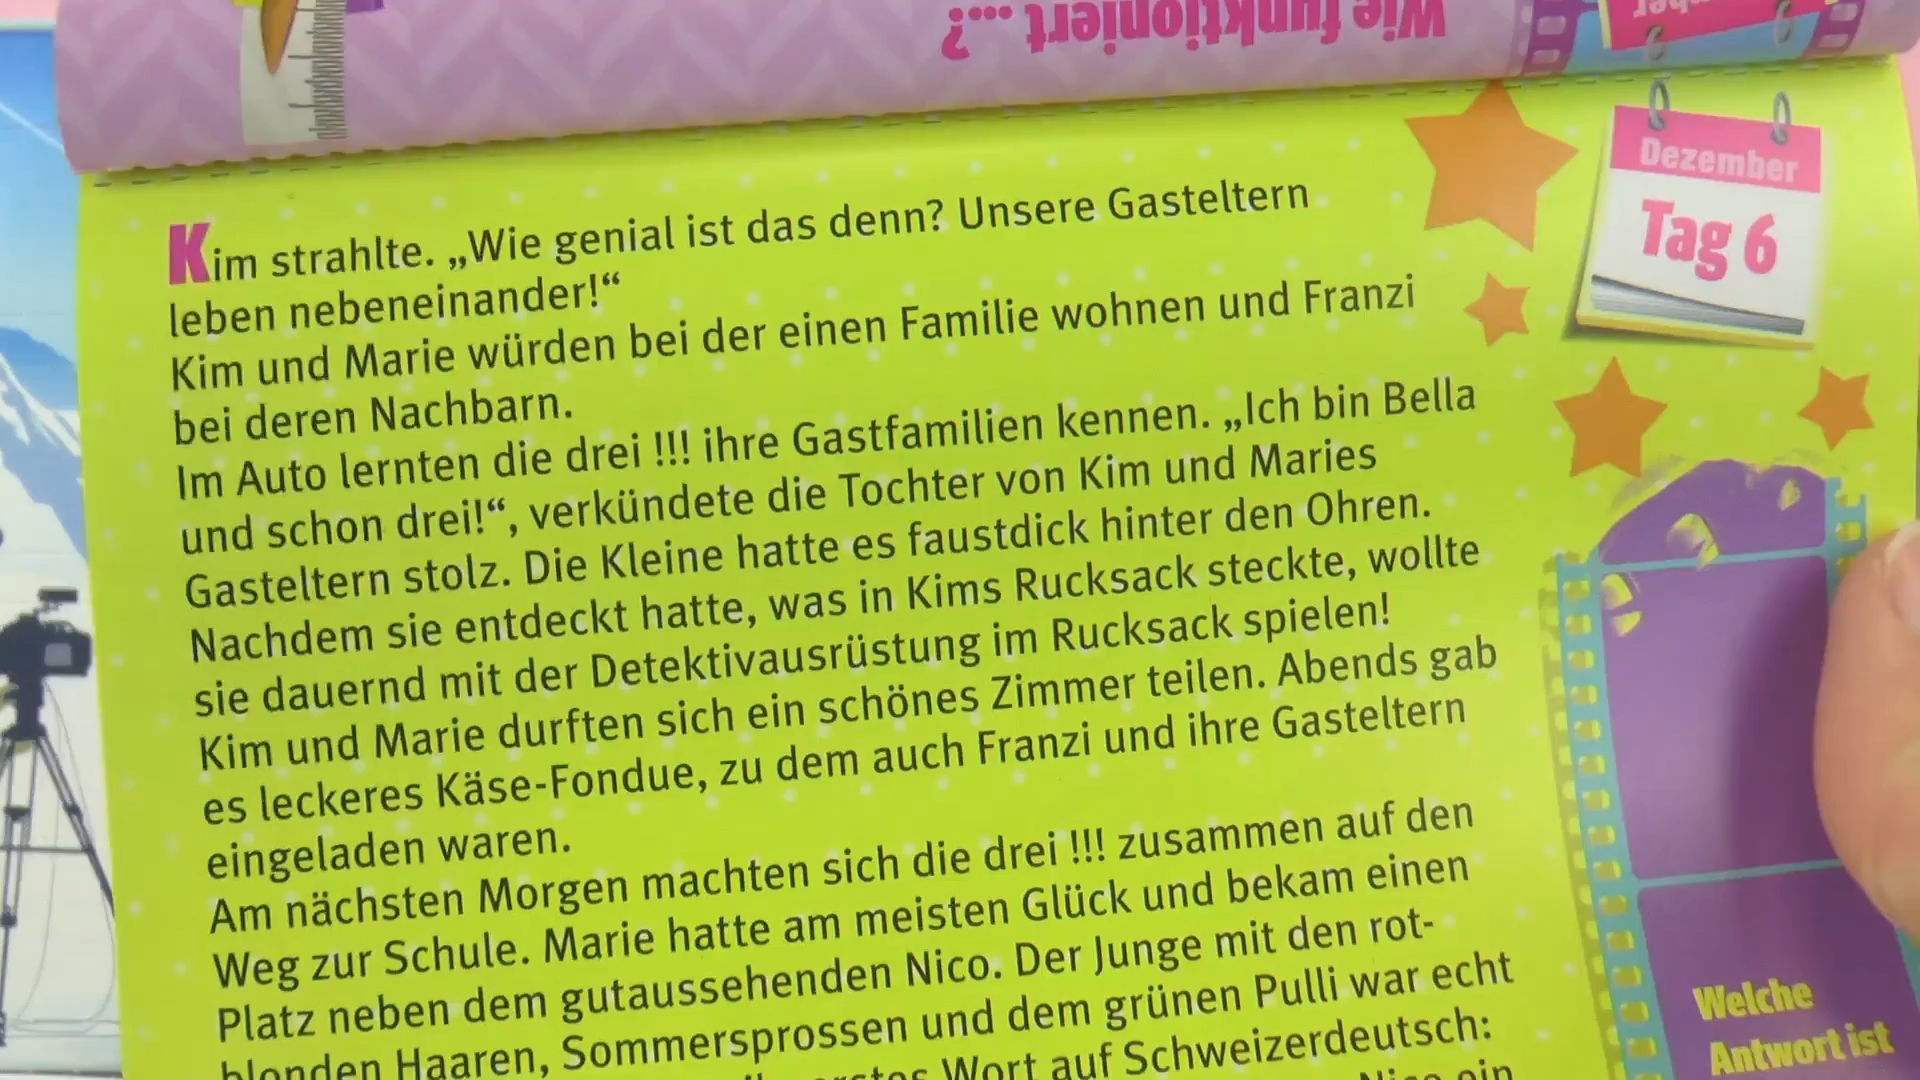 Wie funktioniert ...?
Dezember
Tag 6
Kim strahlte. „Wie genial ist das denn? Unsere Gasteltern
leben nebeneinander!“
Kim und Marie würden bei der einen Familie wohnen und Franzi
bei deren Nachbarn.
Im Auto lernten die drei !!! ihre Gastfamilien kennen. „Ich bin Bella
und schon drei!“, verkündete die Tochter von Kim und Maries
Gasteltern stolz. Die Kleine hatte es faustdick hinter den Ohren.
Nachdem sie entdeckt hatte, was in Kims Rucksack steckte, wollte
sie dauernd mit der Detektivausrüstung im Rucksack spielen!
Kim und Marie durften sich ein schönes Zimmer teilen. Abends gab
es leckeres Käse-Fondue, zu dem auch Franzi und ihre Gasteltern
eingeladen waren.
Am nächsten Morgen machten sich die drei !!! zusammen auf den
Weg zur Schule. Marie hatte am meisten Glück und bekam einen
Platz neben dem gutaussehenden Nico. Der Junge mit den rot-
blonden Haaren, Sommersprossen und dem grünen Pulli war echt
Wort auf Schweizerdeutsch:
Nico ein
Welche
Antwort ist